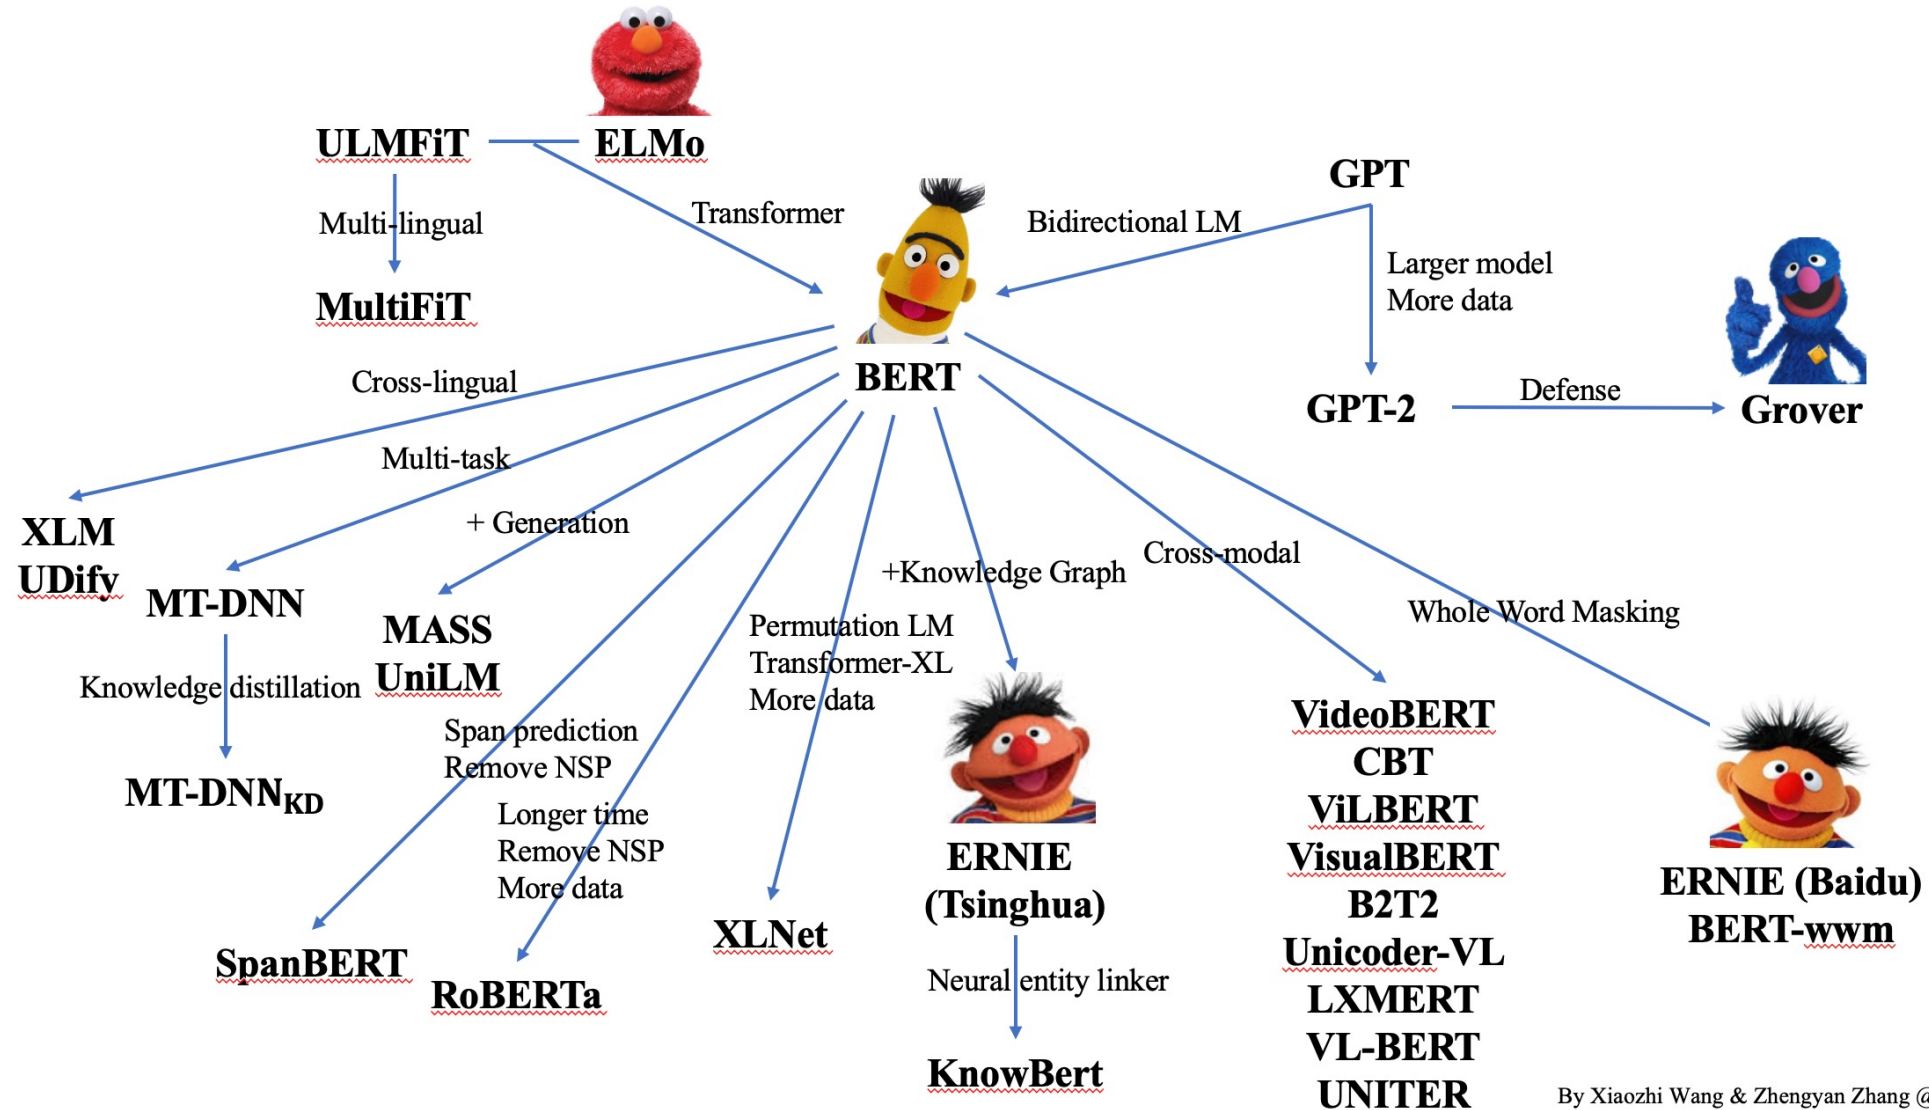 ULMFiT
ELMo
GPT
Transformer
Bidirectional LM
Multi-lingual
Larger model
More data
MultiFiT
BERT
Cross-lingual
GPT-2
Defense
Grover
Multi-task
XLM
UDify
+ Generation
Cross-modal
+Knowledge Graph
MT-DNN
Whole Word Masking
MASS
UniLM
Permutation LM
Transformer-XL
More data
Knowledge distillation
Span prediction
Remove NSP
MT-DNN_KD
Longer time
Remove NSP
More data
VideoBERT
CBT
ViLBERT
VisualBERT
B2T2
Unicoder-VL
LXMERT
VL-BERT
UNITER
ERNIE
(Tsinghua)
ERNIE (Baidu)
BERT-wwm
XLNet
SpanBERT
RoBERTa
Neural entity linker
KnowBert
By Xiaozhi Wang & Zhengyan Zhang @